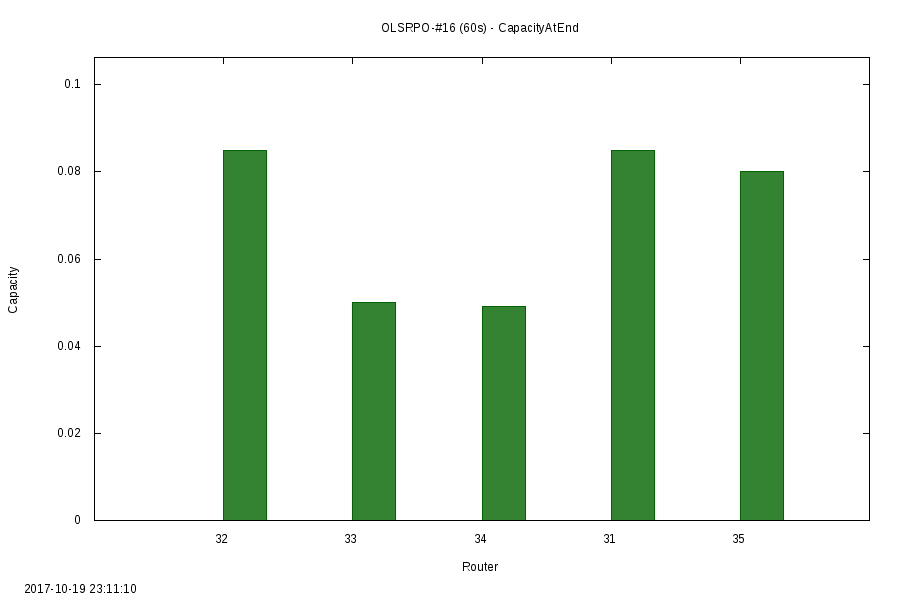 OLSRPO-#16 (60s) - CapacityAtEnd
0.1
0.08
0.06
0.04
0.02
0
Capacity
32 33 34 31 35
Router
2017-10-19 23:11:10